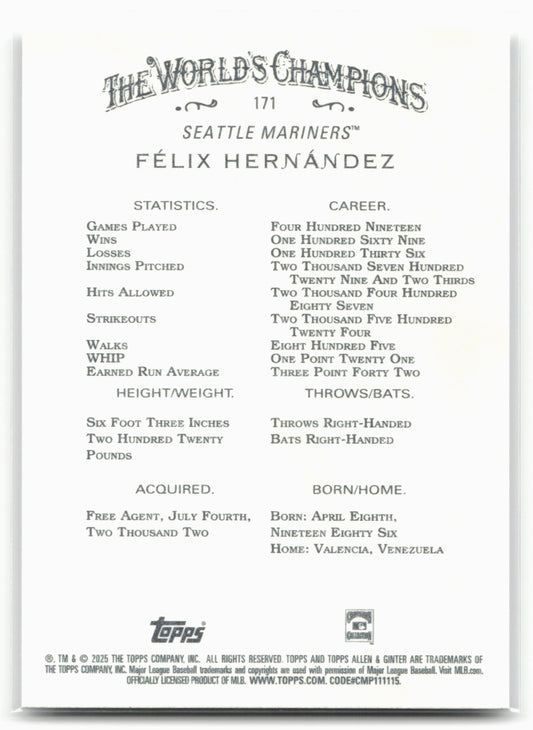 THE WORLD'S CHAMPIONS
171
SEATTLE MARINERS™
FÉLIX HERNÁNDEZ
STATISTICS. CAREER.
GAMES PLAYED FOUR HUNDRED NINETEEN
WINS ONE HUNDRED SIXTY NINE
LOSSES ONE HUNDRED THIRTY SIX
INNINGS PITCHED TWO THOUSAND SEVEN HUNDRED
TWENTY NINE AND TWO THIRDS
HITS ALLOWED TWO THOUSAND FOUR HUNDRED
EIGHTY SEVEN
STRIKEOUTS TWO THOUSAND FIVE HUNDRED
TWENTY FOUR
WALKS EIGHT HUNDRED FIVE
WHIP ONE POINT TWENTY ONE
EARNED RUN AVERAGE THREE POINT FORTY TWO
HEIGHT/WEIGHT. THROWS/BATS.
SIX FOOT THREE INCHES THROWS RIGHT-HANDED
TWO HUNDRED TWENTY BATS RIGHT-HANDED
POUNDS
ACQUIRED. BORN/HOME.
FREE AGENT, JULY FOURTH, BORN: APRIL EIGHTH,
TWO THOUSAND TWO NINETEEN EIGHTY SIX
HOME: VALENCIA, VENEZUELA
Topps
®, TM & © 2025 THE TOPPS COMPANY, INC. ALL RIGHTS RESERVED. TOPPS AND TOPPS ALLEN & GINTER ARE TRADEMARKS OF
THE TOPPS COMPANY, INC. Major League Baseball trademarks and copyrights are used with permission of Major League Baseball. Visit MLB.com.
OFFICIALLY LICENSED PRODUCT OF MLB. WWW.TOPPS.COM. CODE#CMP111115.